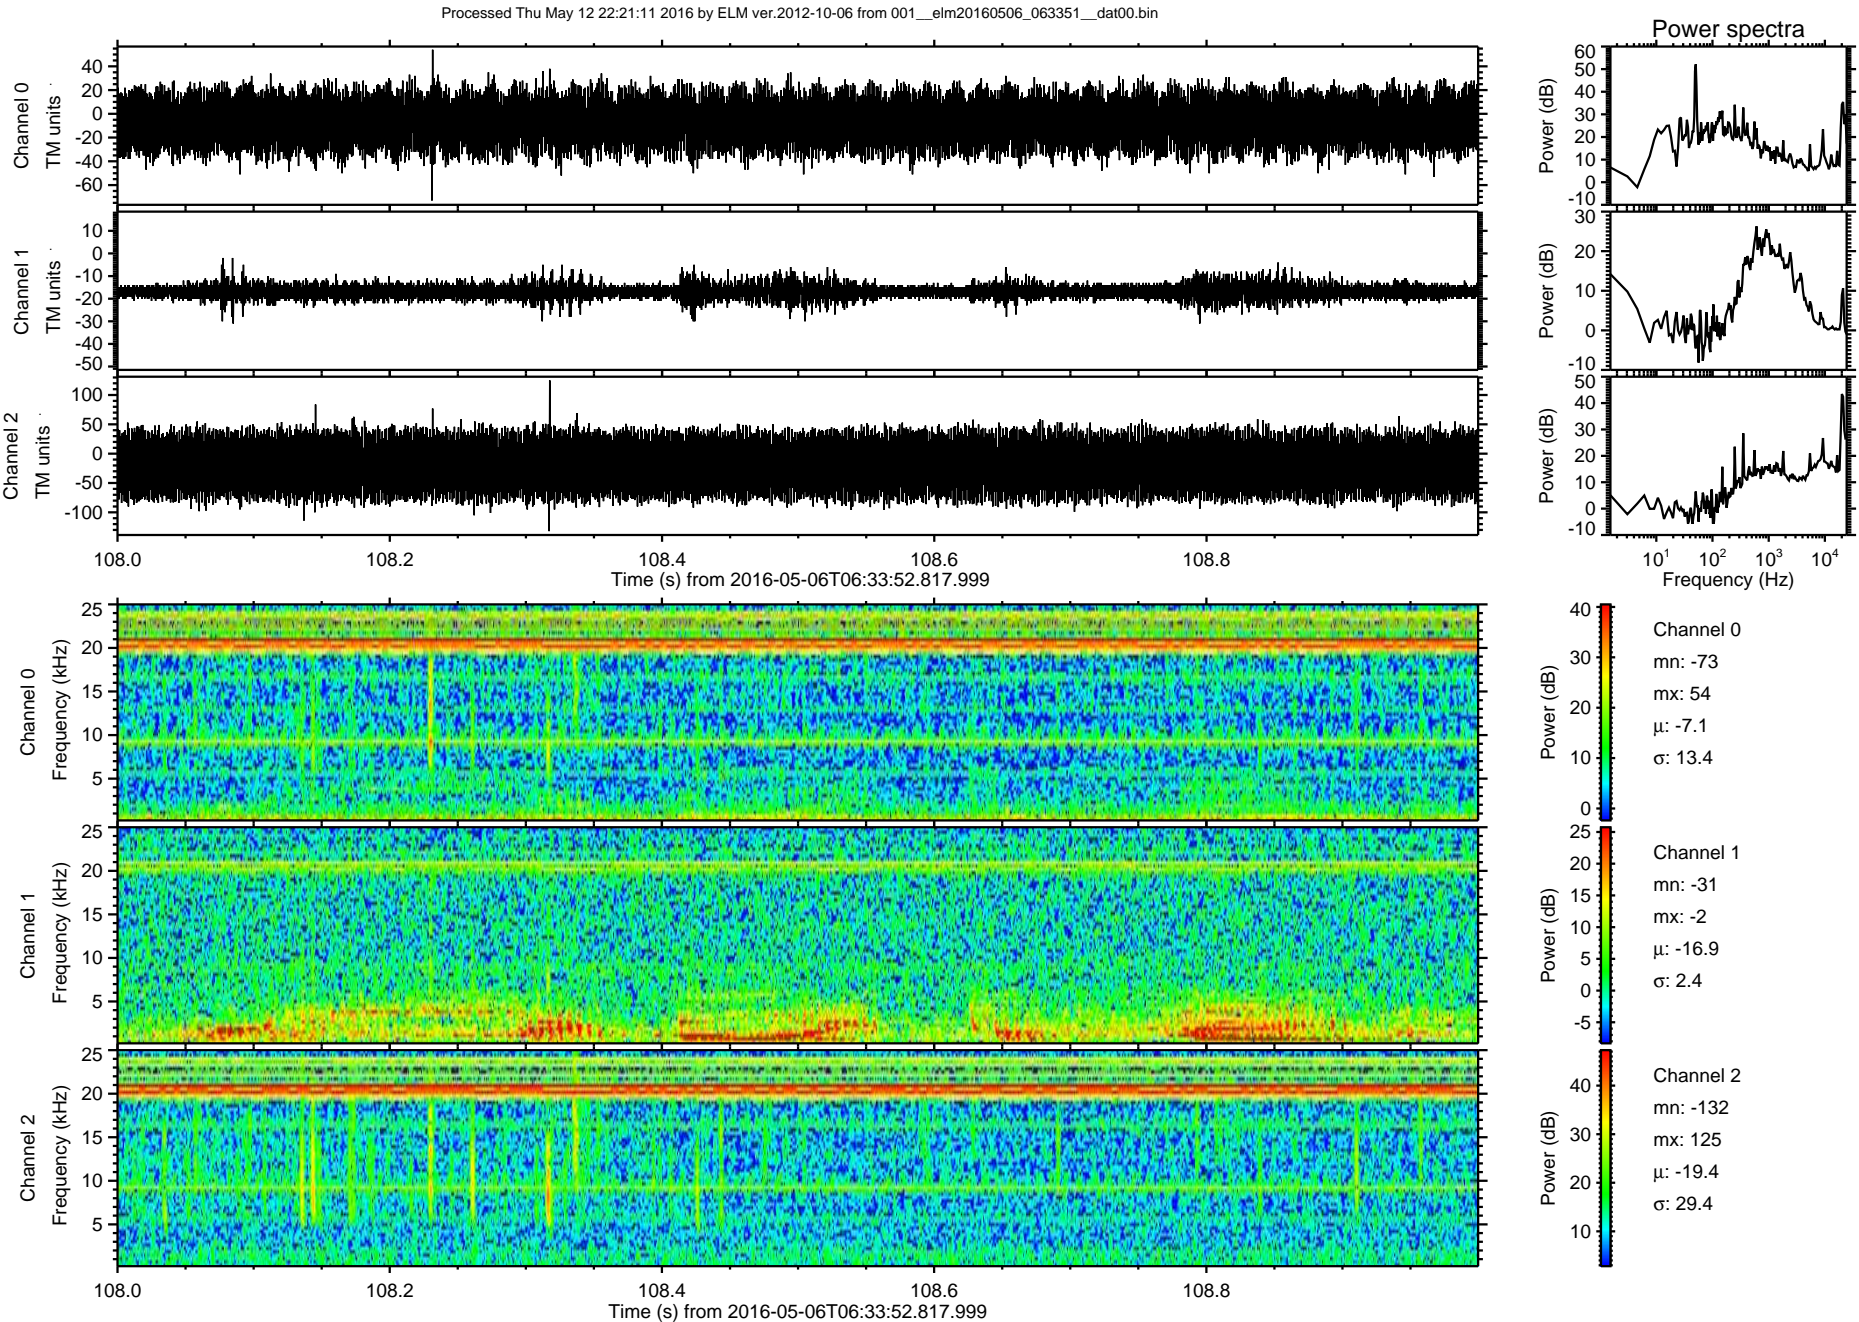 Processed Thu May 12 22:21:11 2016 by ELM ver.2012-10-06 from 001__elm20160506_063351__dat00.bin
Power spectra
Channel 0
TM units
40
20
0
-20
-40
-60
Power (dB)
60
50
40
30
20
10
0
-10
Channel 1
TM units
10
0
-10
-20
-30
-40
-50
Power (dB)
30
20
10
0
-10
Channel 2
TM units
100
50
0
-50
-100
Power (dB)
50
40
30
20
10
0
-10
108.0 108.2 108.4 108.6 108.8
Time (s) from 2016-05-06T06:33:52.817.999
10¹ 10² 10³ 10⁴
Frequency (Hz)
Channel 0
Frequency (kHz)
25
20
15
10
5
Power (dB)
40
30
20
10
0
Channel 0
mn: -73
mx: 54
μ: -7.1
σ: 13.4
Channel 1
Frequency (kHz)
25
20
15
10
5
Power (dB)
25
20
15
10
5
0
-5
Channel 1
mn: -31
mx: -2
μ: -16.9
σ: 2.4
Channel 2
Frequency (kHz)
25
20
15
10
5
Power (dB)
40
30
20
10
Channel 2
mn: -132
mx: 125
μ: -19.4
σ: 29.4
108.0 108.2 108.4 108.6 108.8
Time (s) from 2016-05-06T06:33:52.817.999